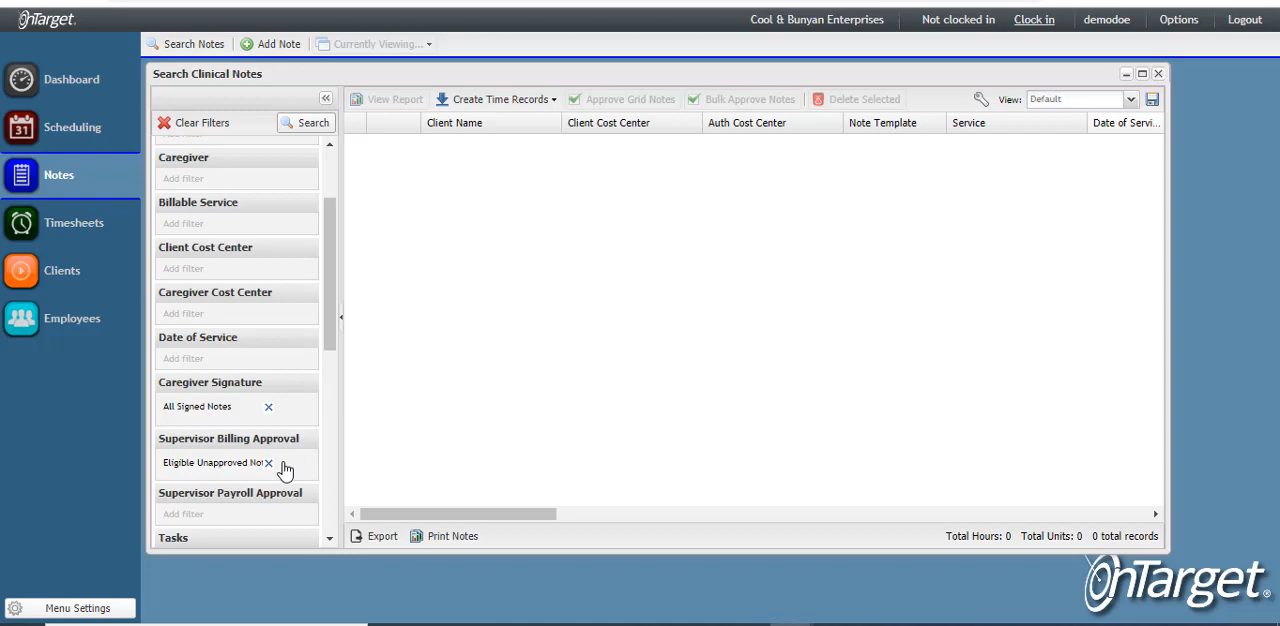 OnTarget.
Cool & Bunyan Enterprises
Not clocked in
Clock in
demodoe
Options
Logout
Search Notes
Add Note
Currently Viewing...
Dashboard
31
Scheduling
Notes
Timesheets
Clients
Employees
Menu Settings
Search Clinical Notes
Clear Filters
Search
Add filter
Caregiver
Add filter
Billable Service
Add filter
Client Cost Center
Add filter
Caregiver Cost Center
Add filter
Date of Service
Add filter
Caregiver Signature
All Signed Notes
Supervisor Billing Approval
Eligible Unapproved Not
Supervisor Payroll Approval
Add filter
Tasks
View Report
Create Time Records
Approve Grid Notes
Bulk Approve Notes
Delete Selected
View:
Default
Client Name
Client Cost Center
Auth Cost Center
Note Template
Service
Date of Servi...
Export
Print Notes
Total Hours: 0
Total Units: 0
0 total records
OnTarget®